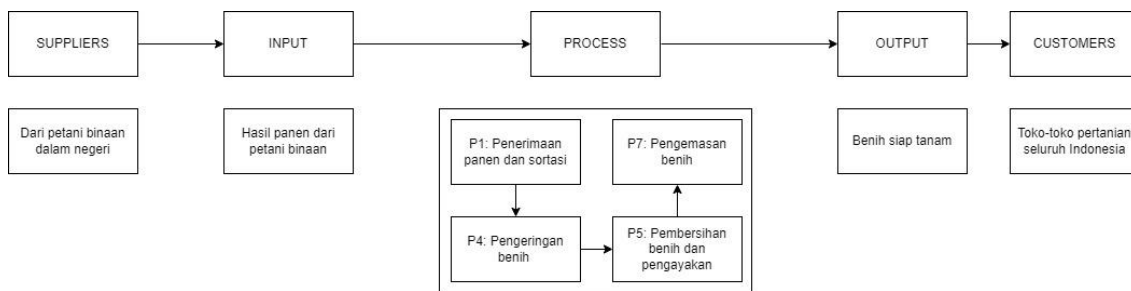 SUPPLIERS
INPUT
PROCESS
OUTPUT
CUSTOMERS
Dari petani binaan
dalam negeri
Hasil panen dari
petani binaan
P1: Penerimaan
panen dan sortasi
P7: Pengemasan
benih
P4: Pengeringan
benih
P5: Pembersihan
benih dan
pengayakan
Benih siap tanam
Toko-toko pertanian
seluruh Indonesia